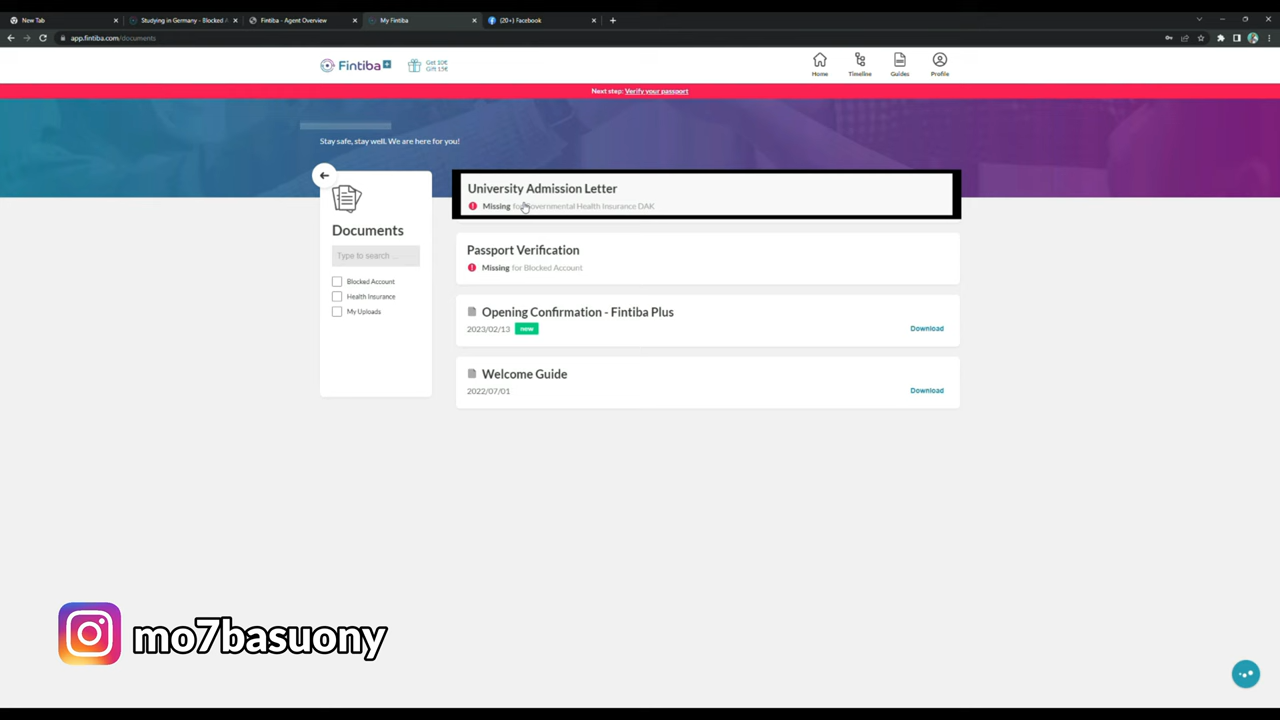 New Tab
Studying in Germany - Blocked A
Fintiba - Agent Overview
My Fintiba
(20+) Facebook
app.fintiba.com/documents
Fintiba+
Get 10€
Gift 15€
Home
Timeline
Guides
Profile
Next step: Verify your passport
Stay safe, stay well. We are here for you!
Documents
Type to search ...
Blocked Account
Health Insurance
My Uploads
University Admission Letter
Missing for Governmental Health Insurance DAK
Passport Verification
Missing for Blocked Account
Opening Confirmation - Fintiba Plus
2023/02/13 new
Download
Welcome Guide
2022/07/01
Download
mo7basuony